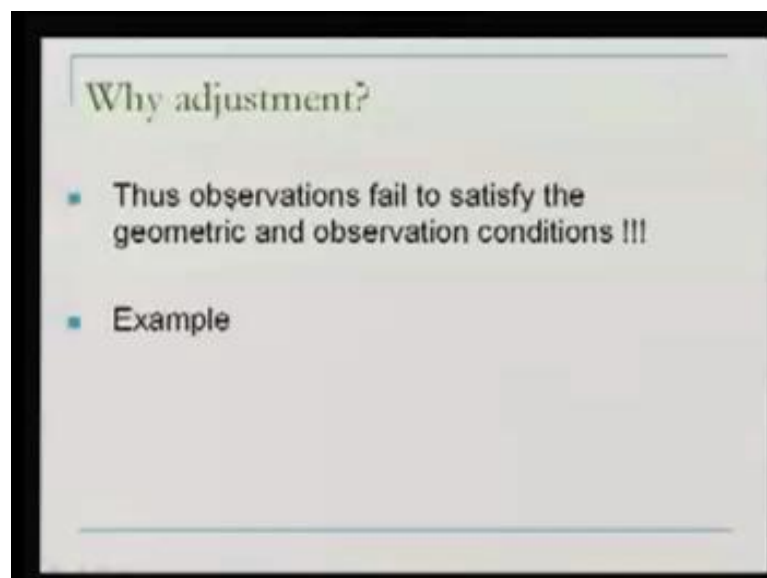 Why adjustment?
Thus observations fail to satisfy the
geometric and observation conditions !!!
Example